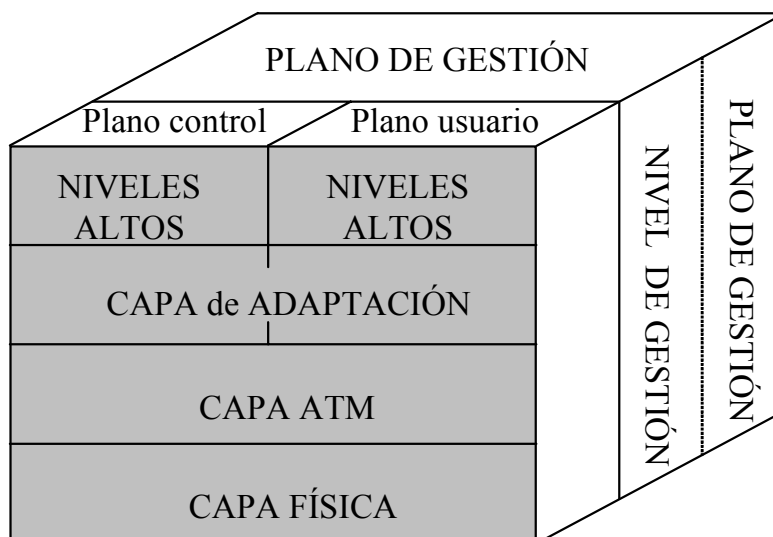 PLANO DE GESTIÓN
Plano control
Plano usuario
NIVELES
ALTOS
NIVELES
ALTOS
CAPA de ADAPTACIÓN
CAPA ATM
CAPA FÍSICA
NIVEL DE GESTIÓN
PLANO DE GESTIÓN